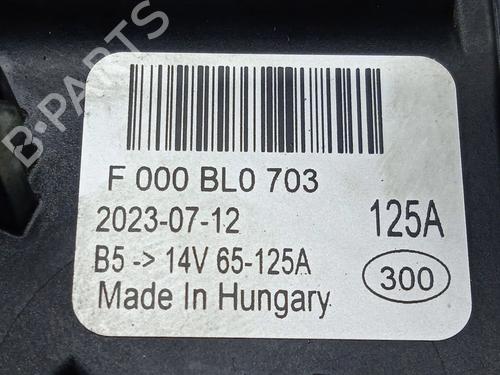 B-PARTS
F 000 BL0 703
2023-07-12 125A
B5 -> 14V 65-125A
300
Made In Hungary